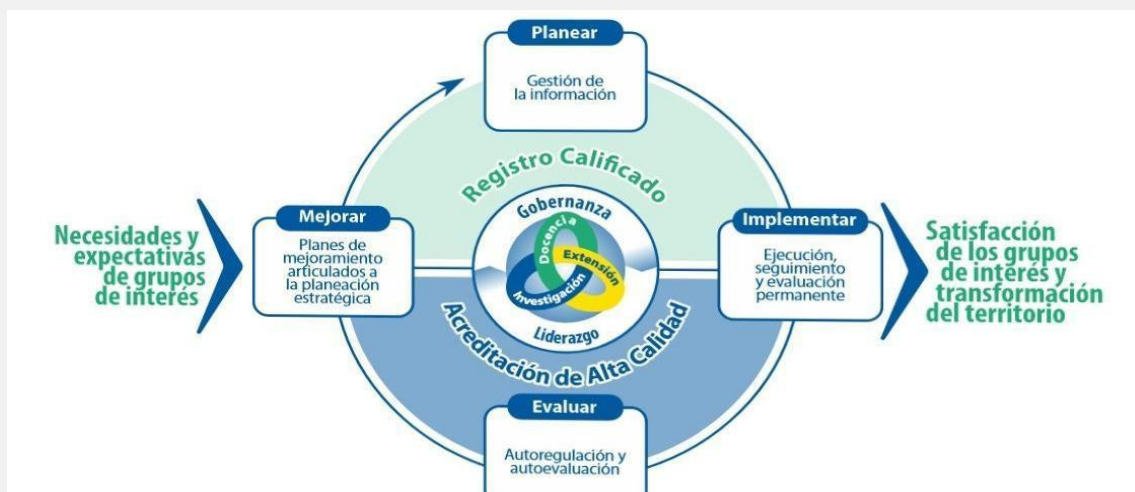 Planear
Gestión de
la información
Registro Calificado
Gobernanza
Docencia
Extensión
Investigación
Liderazgo
Acreditación de Alta Calidad
Necesidades y
expectativas
de grupos
de interés
Mejorar
Planes de
mejoramiento
articulados a
la planeación
estratégica
Implementar
Ejecución,
seguimiento
y evaluación
permanente
Satisfacción
de los grupos
de interés y
transformación
del territorio
Evaluar
Autoregulación y
autoevaluación